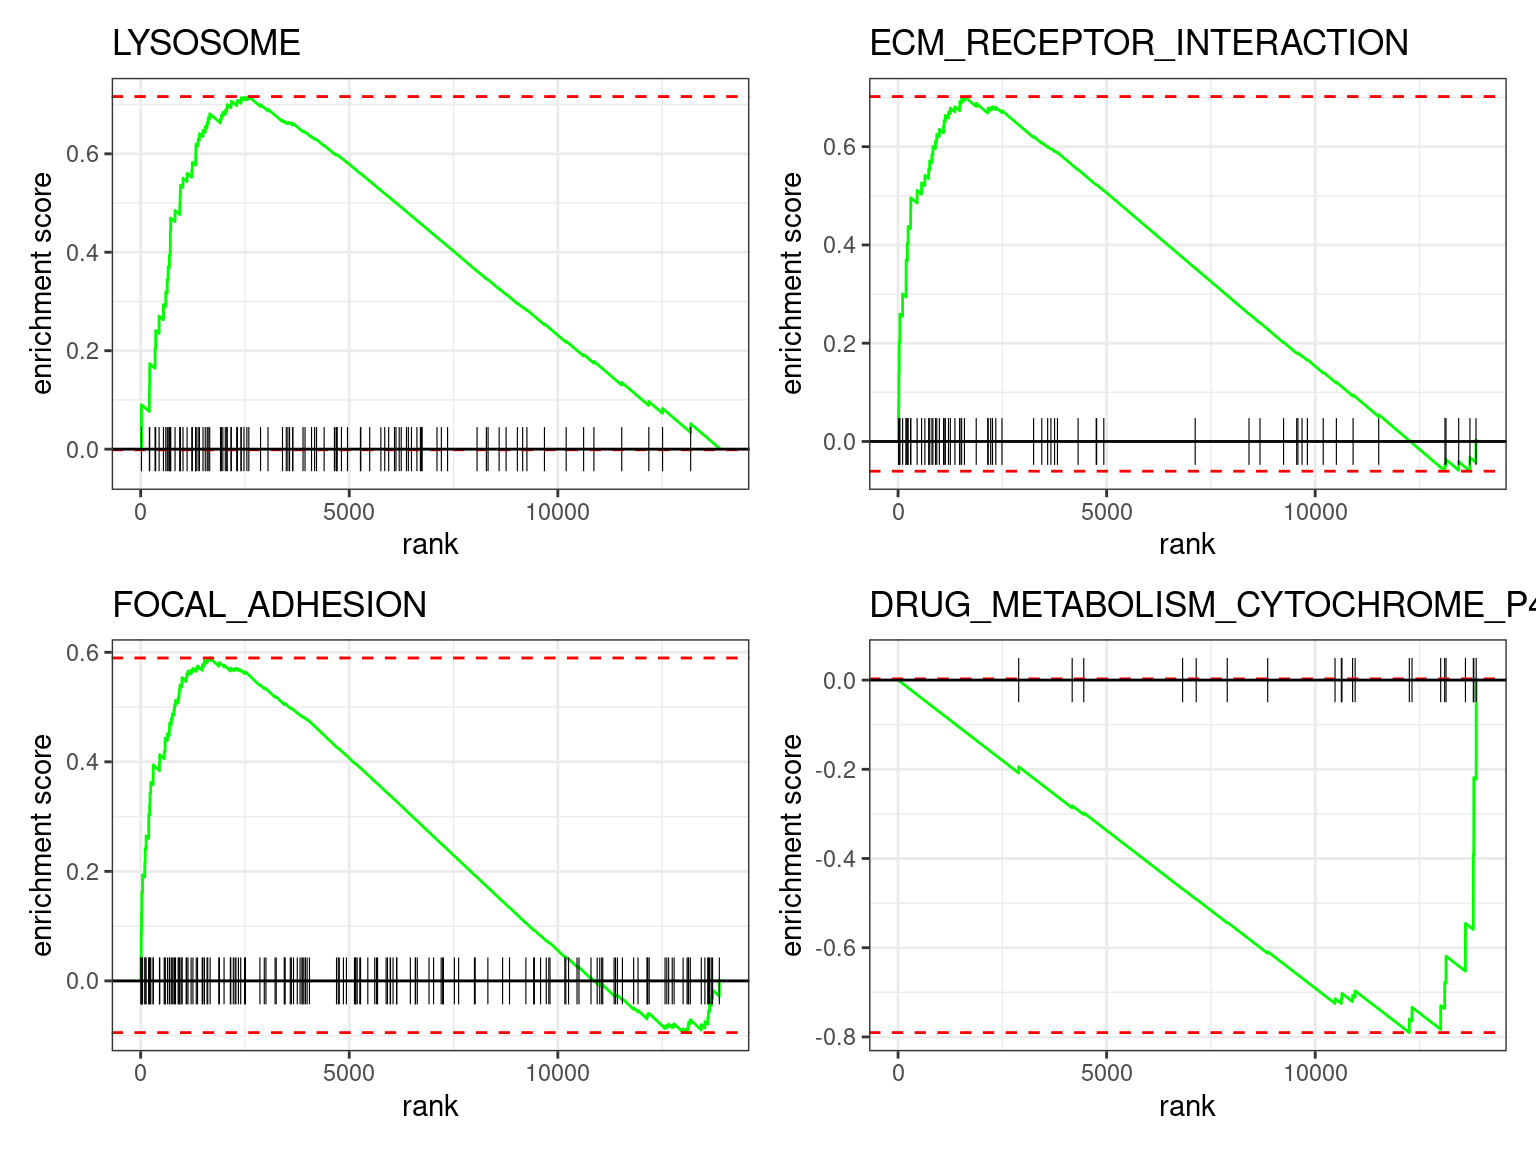 LYSOSOME
enrichment score
0.6
0.4
0.2
0.0
0 5000 10000
rank
ECM_RECEPTOR_INTERACTION
enrichment score
0.6
0.4
0.2
0.0
0 5000 10000
rank
FOCAL_ADHESION
enrichment score
0.6
0.4
0.2
0.0
0 5000 10000
rank
DRUG_METABOLISM_CYTOCHROME_P4
enrichment score
0.0
-0.2
-0.4
-0.6
-0.8
0 5000 10000
rank